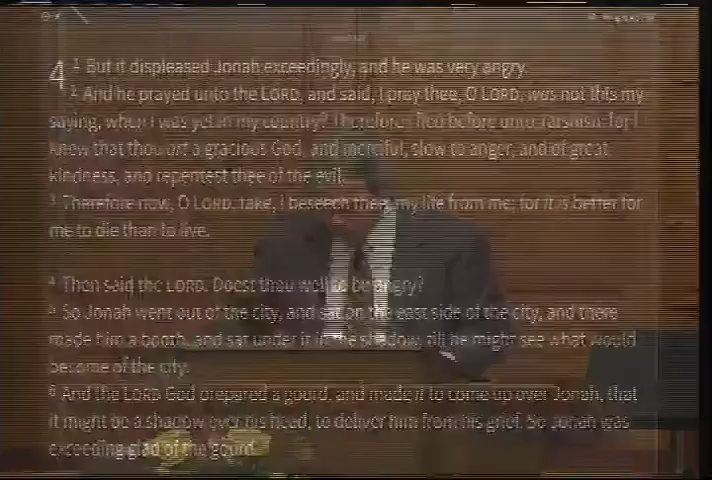 4 1 But it displeased Jonah exceedingly, and he was very angry.
2 And he prayed unto the LORD, and said, I pray thee, O LORD, was not this my
saying, when I was yet in my country? Therefore I fled before unto Tarshish: for I
knew that thou art a gracious God, and merciful, slow to anger, and of great
kindness, and repentest thee of the evil.
3 Therefore now, O LORD, take, I beseech thee, my life from me; for it is better for
me to die than to live.
4 Then said the LORD, Doest thou well to be angry?
5 So Jonah went out of the city, and sat on the east side of the city, and there
made him a booth, and sat under it in the shadow, till he might see what would
become of the city.
6 And the LORD God prepared a gourd, and made it to come up over Jonah, that
it might be a shadow over his head, to deliver him from his grief. So Jonah was
exceeding glad of the gourd.